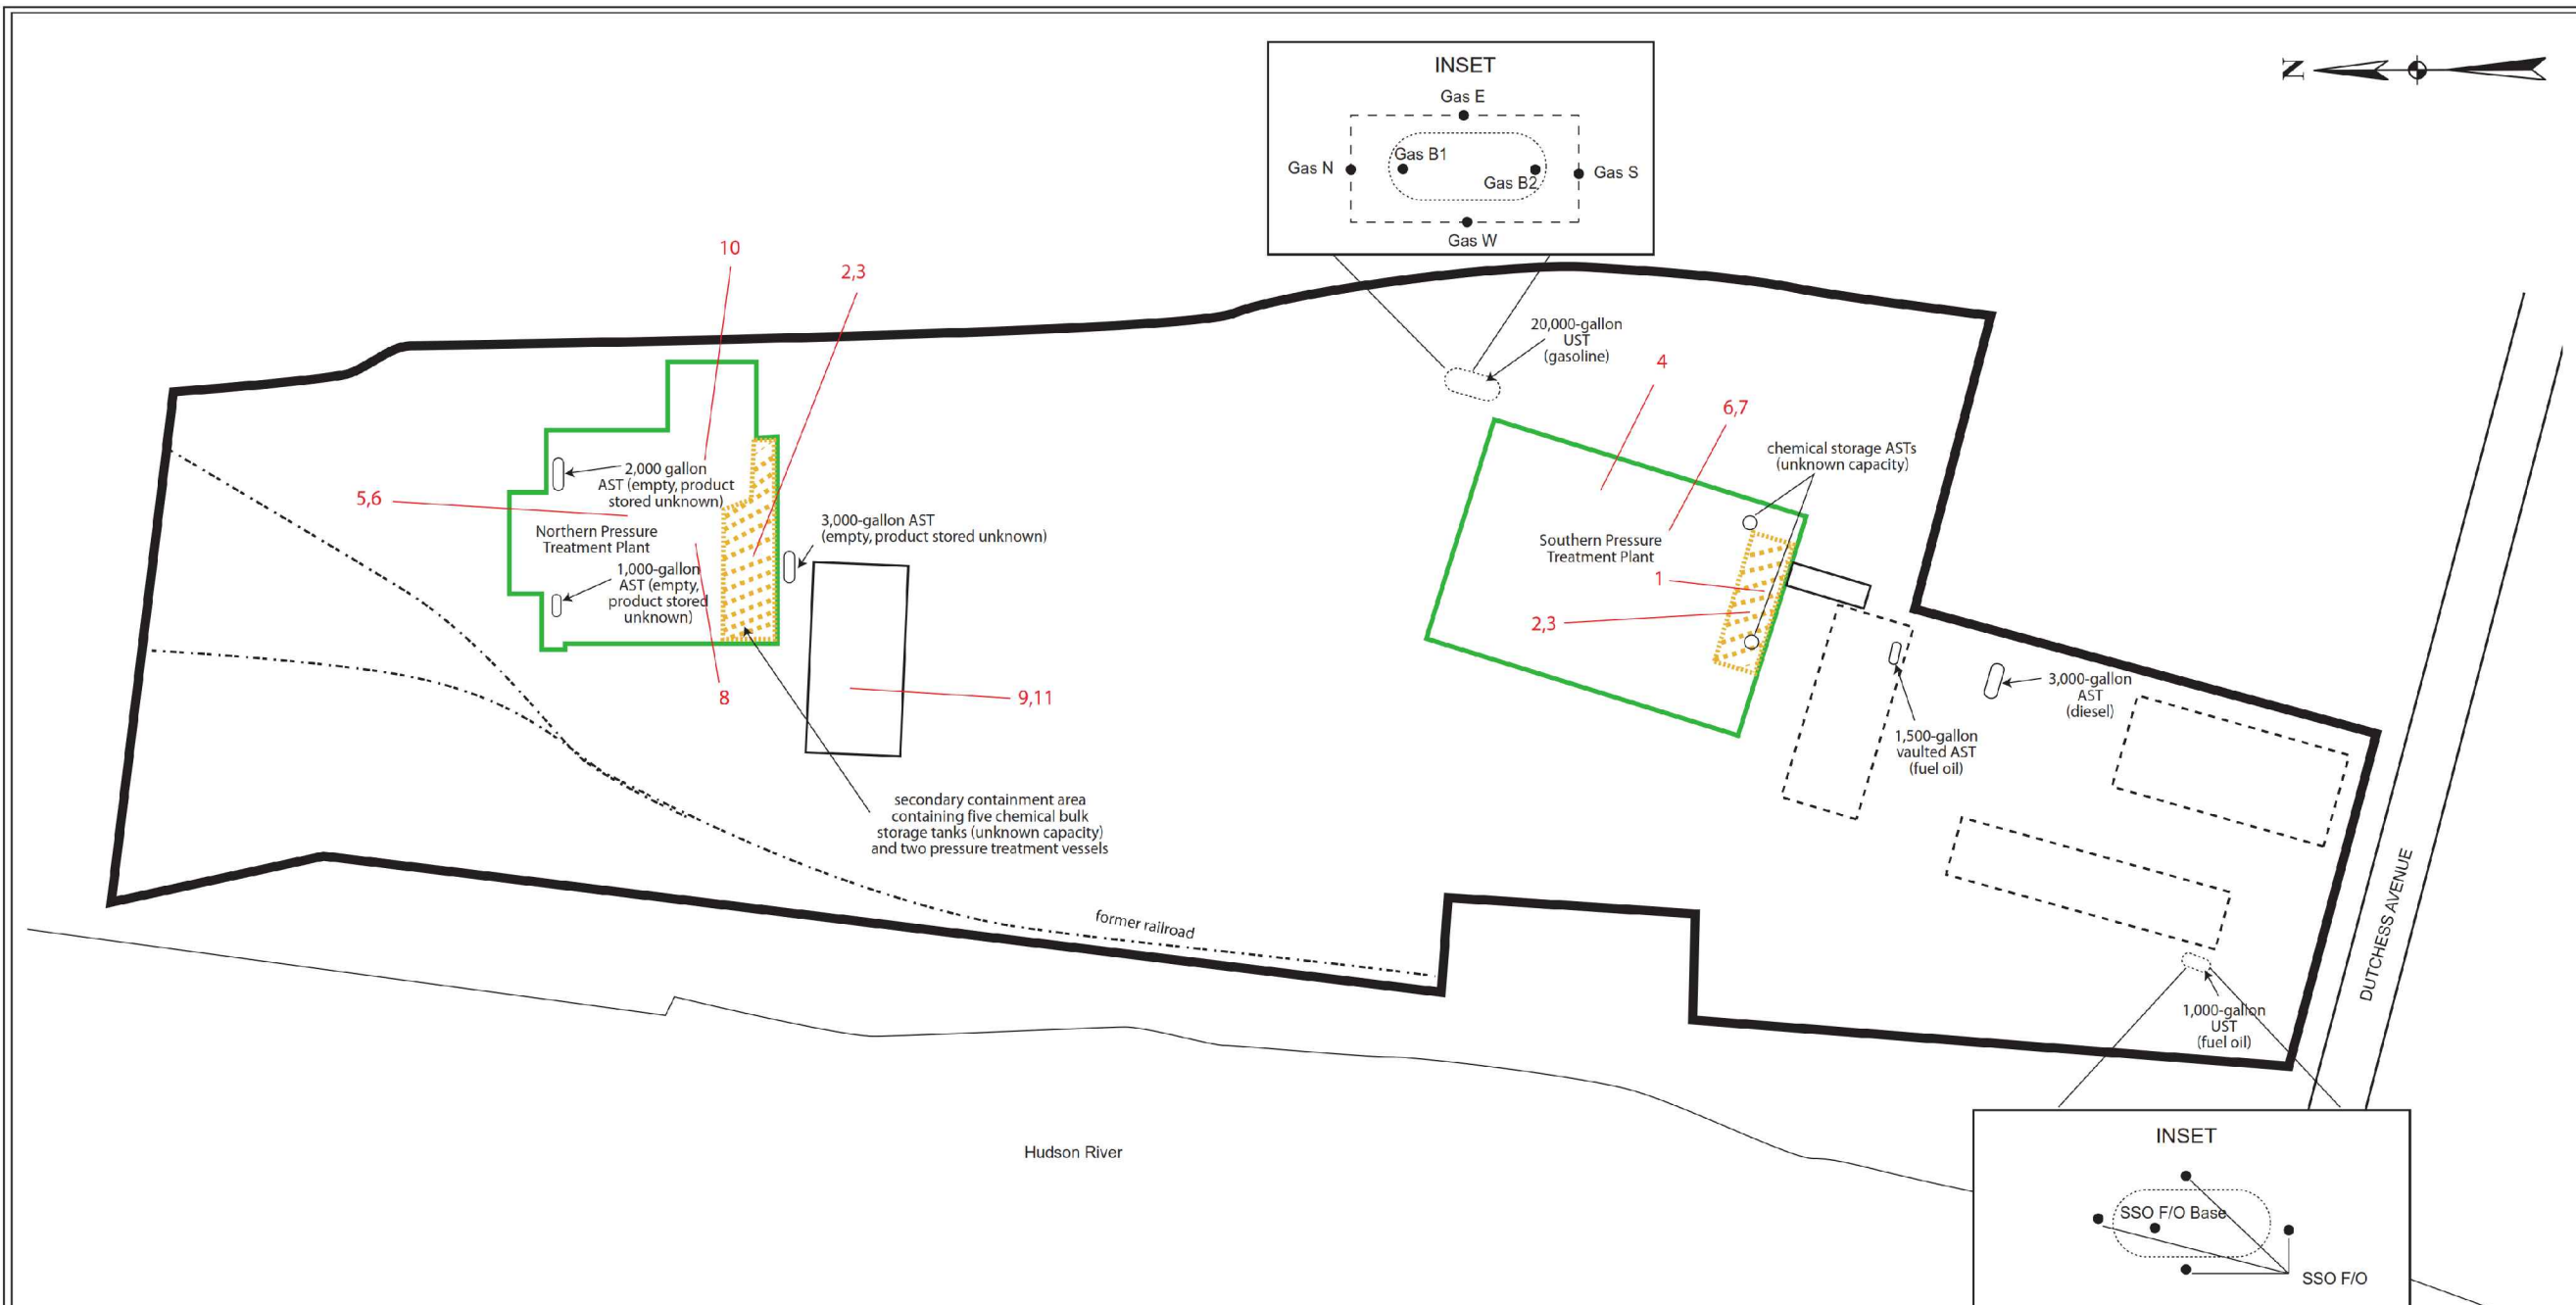 INSET
Gas E
Gas B1
Gas N
Gas B2
Gas S
Gas W
N
10
2,3
20,000-gallon
UST
(gasoline)
4
6,7
chemical storage ASTs
(unknown capacity)
2,000 gallon
AST (empty, product
stored unknown)
5,6
Northern Pressure
Treatment Plant
3,000-gallon AST
(empty, product stored unknown)
1,000-gallon
AST (empty,
product stored
unknown)
Southern Pressure
Treatment Plant
1
2,3
8
9,11
3,000-gallon
AST
(diesel)
1,500-gallon
vaulted AST
(fuel oil)
secondary containment area
containing five chemical bulk
storage tanks (unknown capacity)
and two pressure treatment vessels
former railroad
DUTCHESS AVENUE
1,000-gallon
UST
(fuel oil)
Hudson River
INSET
SSO F/O Base
SSO F/O